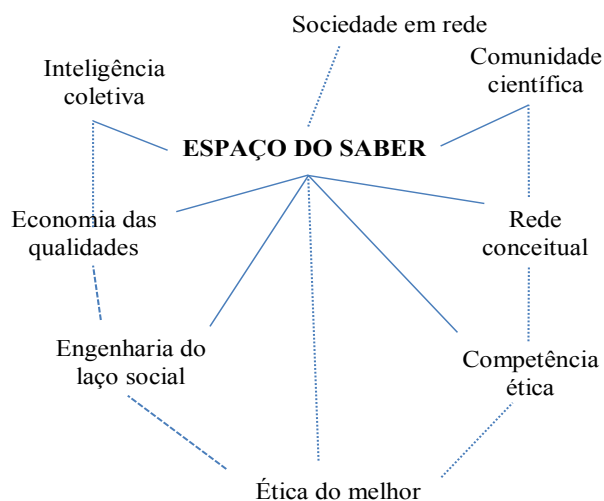 Sociedade em rede
Inteligência
coletiva
Comunidade
científica
ESPAÇO DO SABER
Economia das
qualidades
Rede
conceitual
Engenharia do
laço social
Competência
ética
Ética do melhor